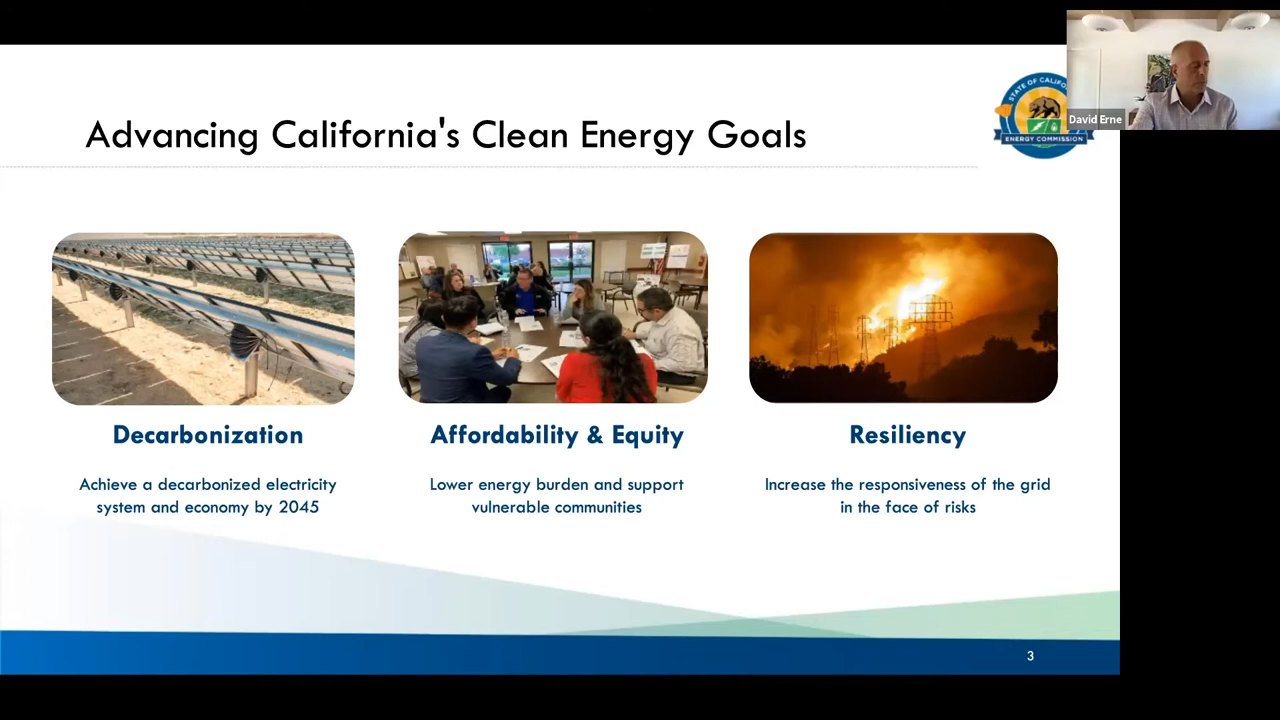 Advancing California's Clean Energy Goals
STATE OF CALIFO
ENERGY COMMISSION
David Erne
Decarbonization
Achieve a decarbonized electricity
system and economy by 2045
Affordability & Equity
Lower energy burden and support
vulnerable communities
Resiliency
Increase the responsiveness of the grid
in the face of risks
3